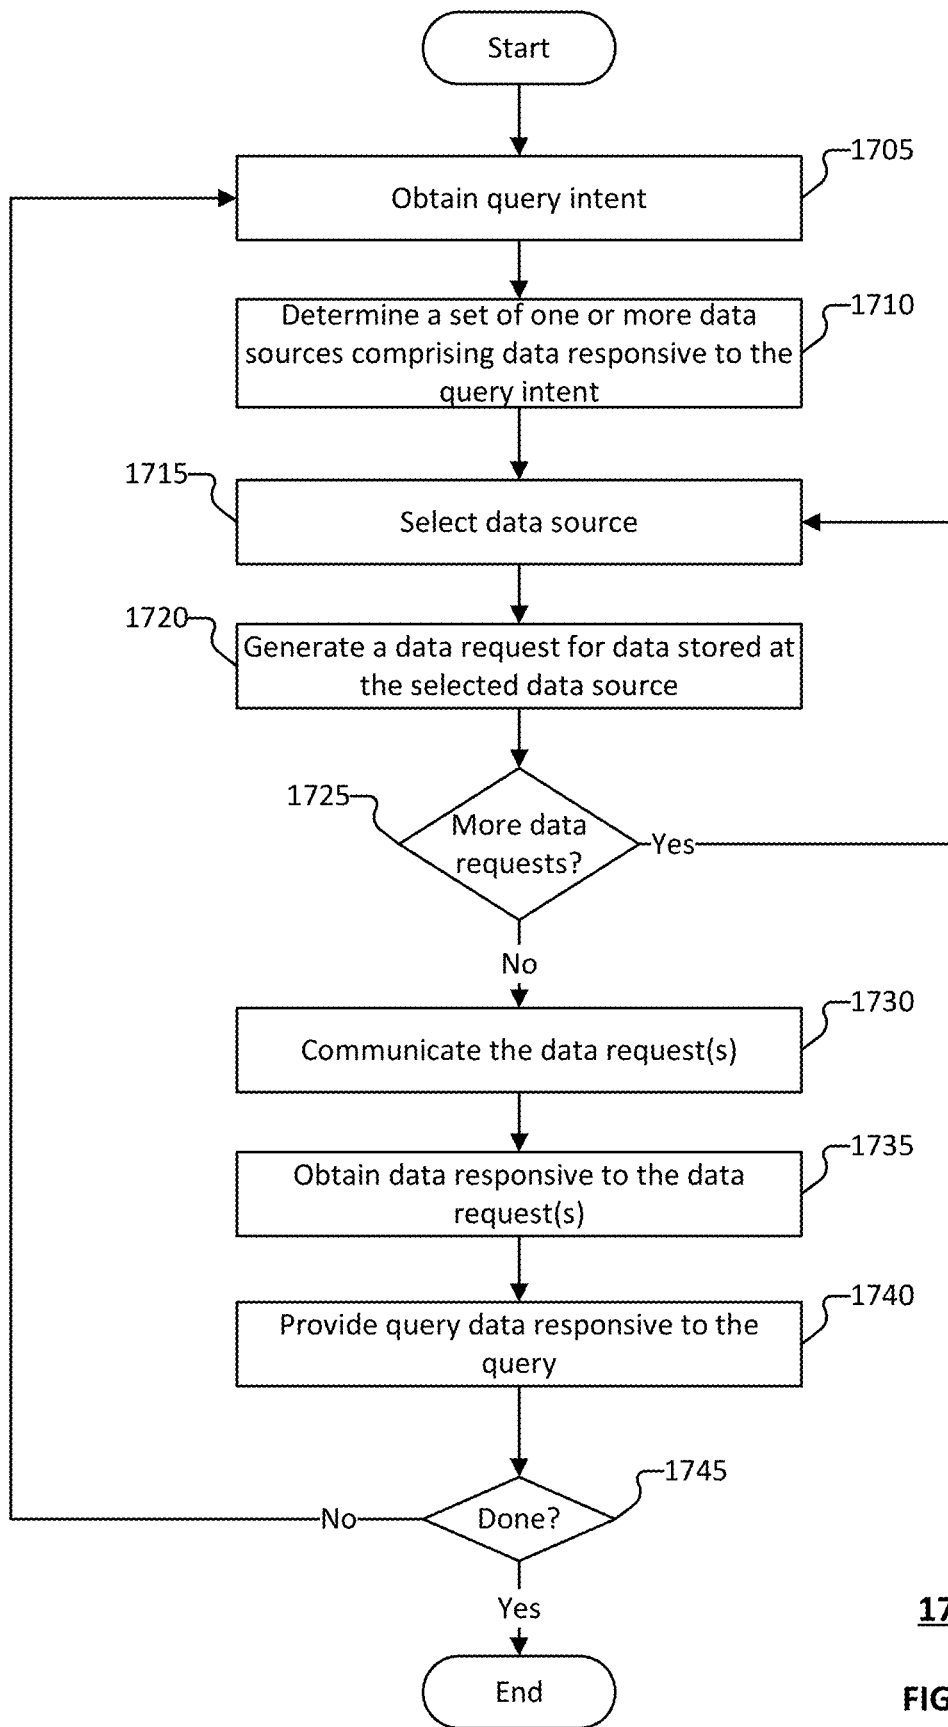 Start
1705
Obtain query intent
1710
Determine a set of one or more data
sources comprising data responsive to the
query intent
1715
Select data source
1720
Generate a data request for data stored at
the selected data source
1725
More data
requests?
Yes
No
1730
Communicate the data request(s)
1735
Obtain data responsive to the data
request(s)
1740
Provide query data responsive to the
query
1745
Done?
No
Yes
17
End
FIG